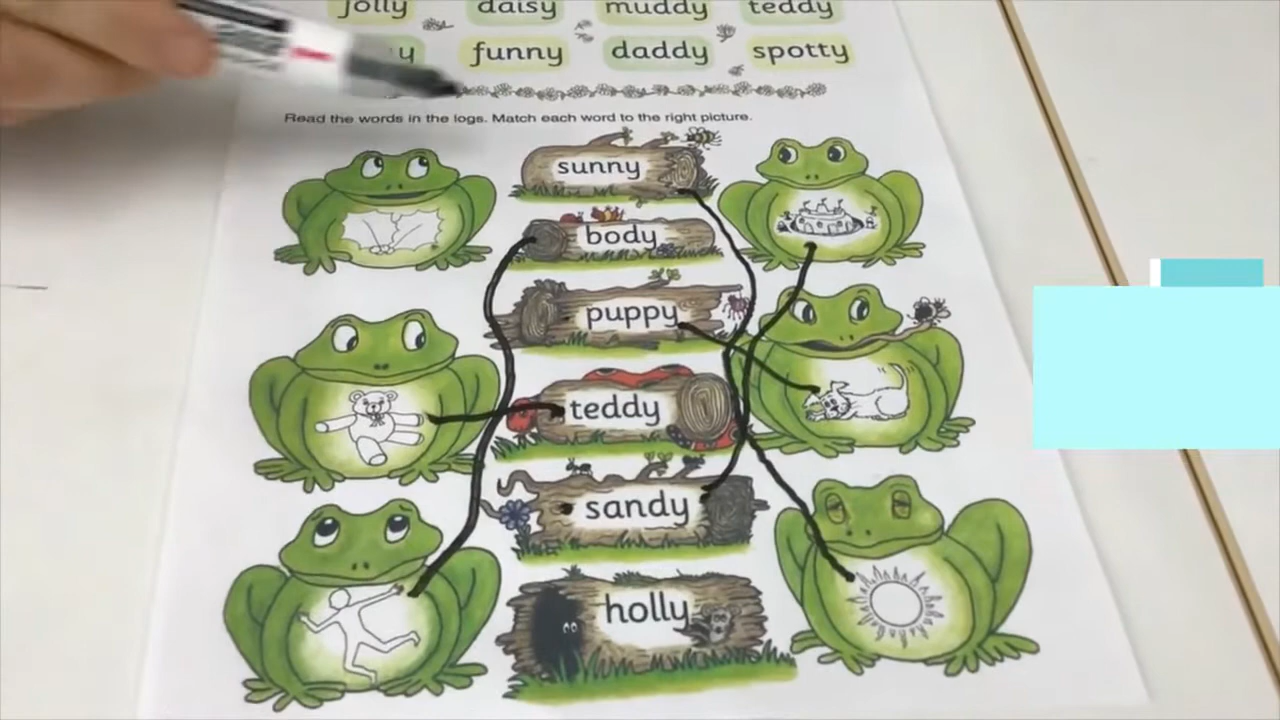 jolly daisy muddy teddy
y funny daddy spotty
Read the words in the logs. Match each word to the right picture.
sunny
body
puppy
teddy
sandy
holly